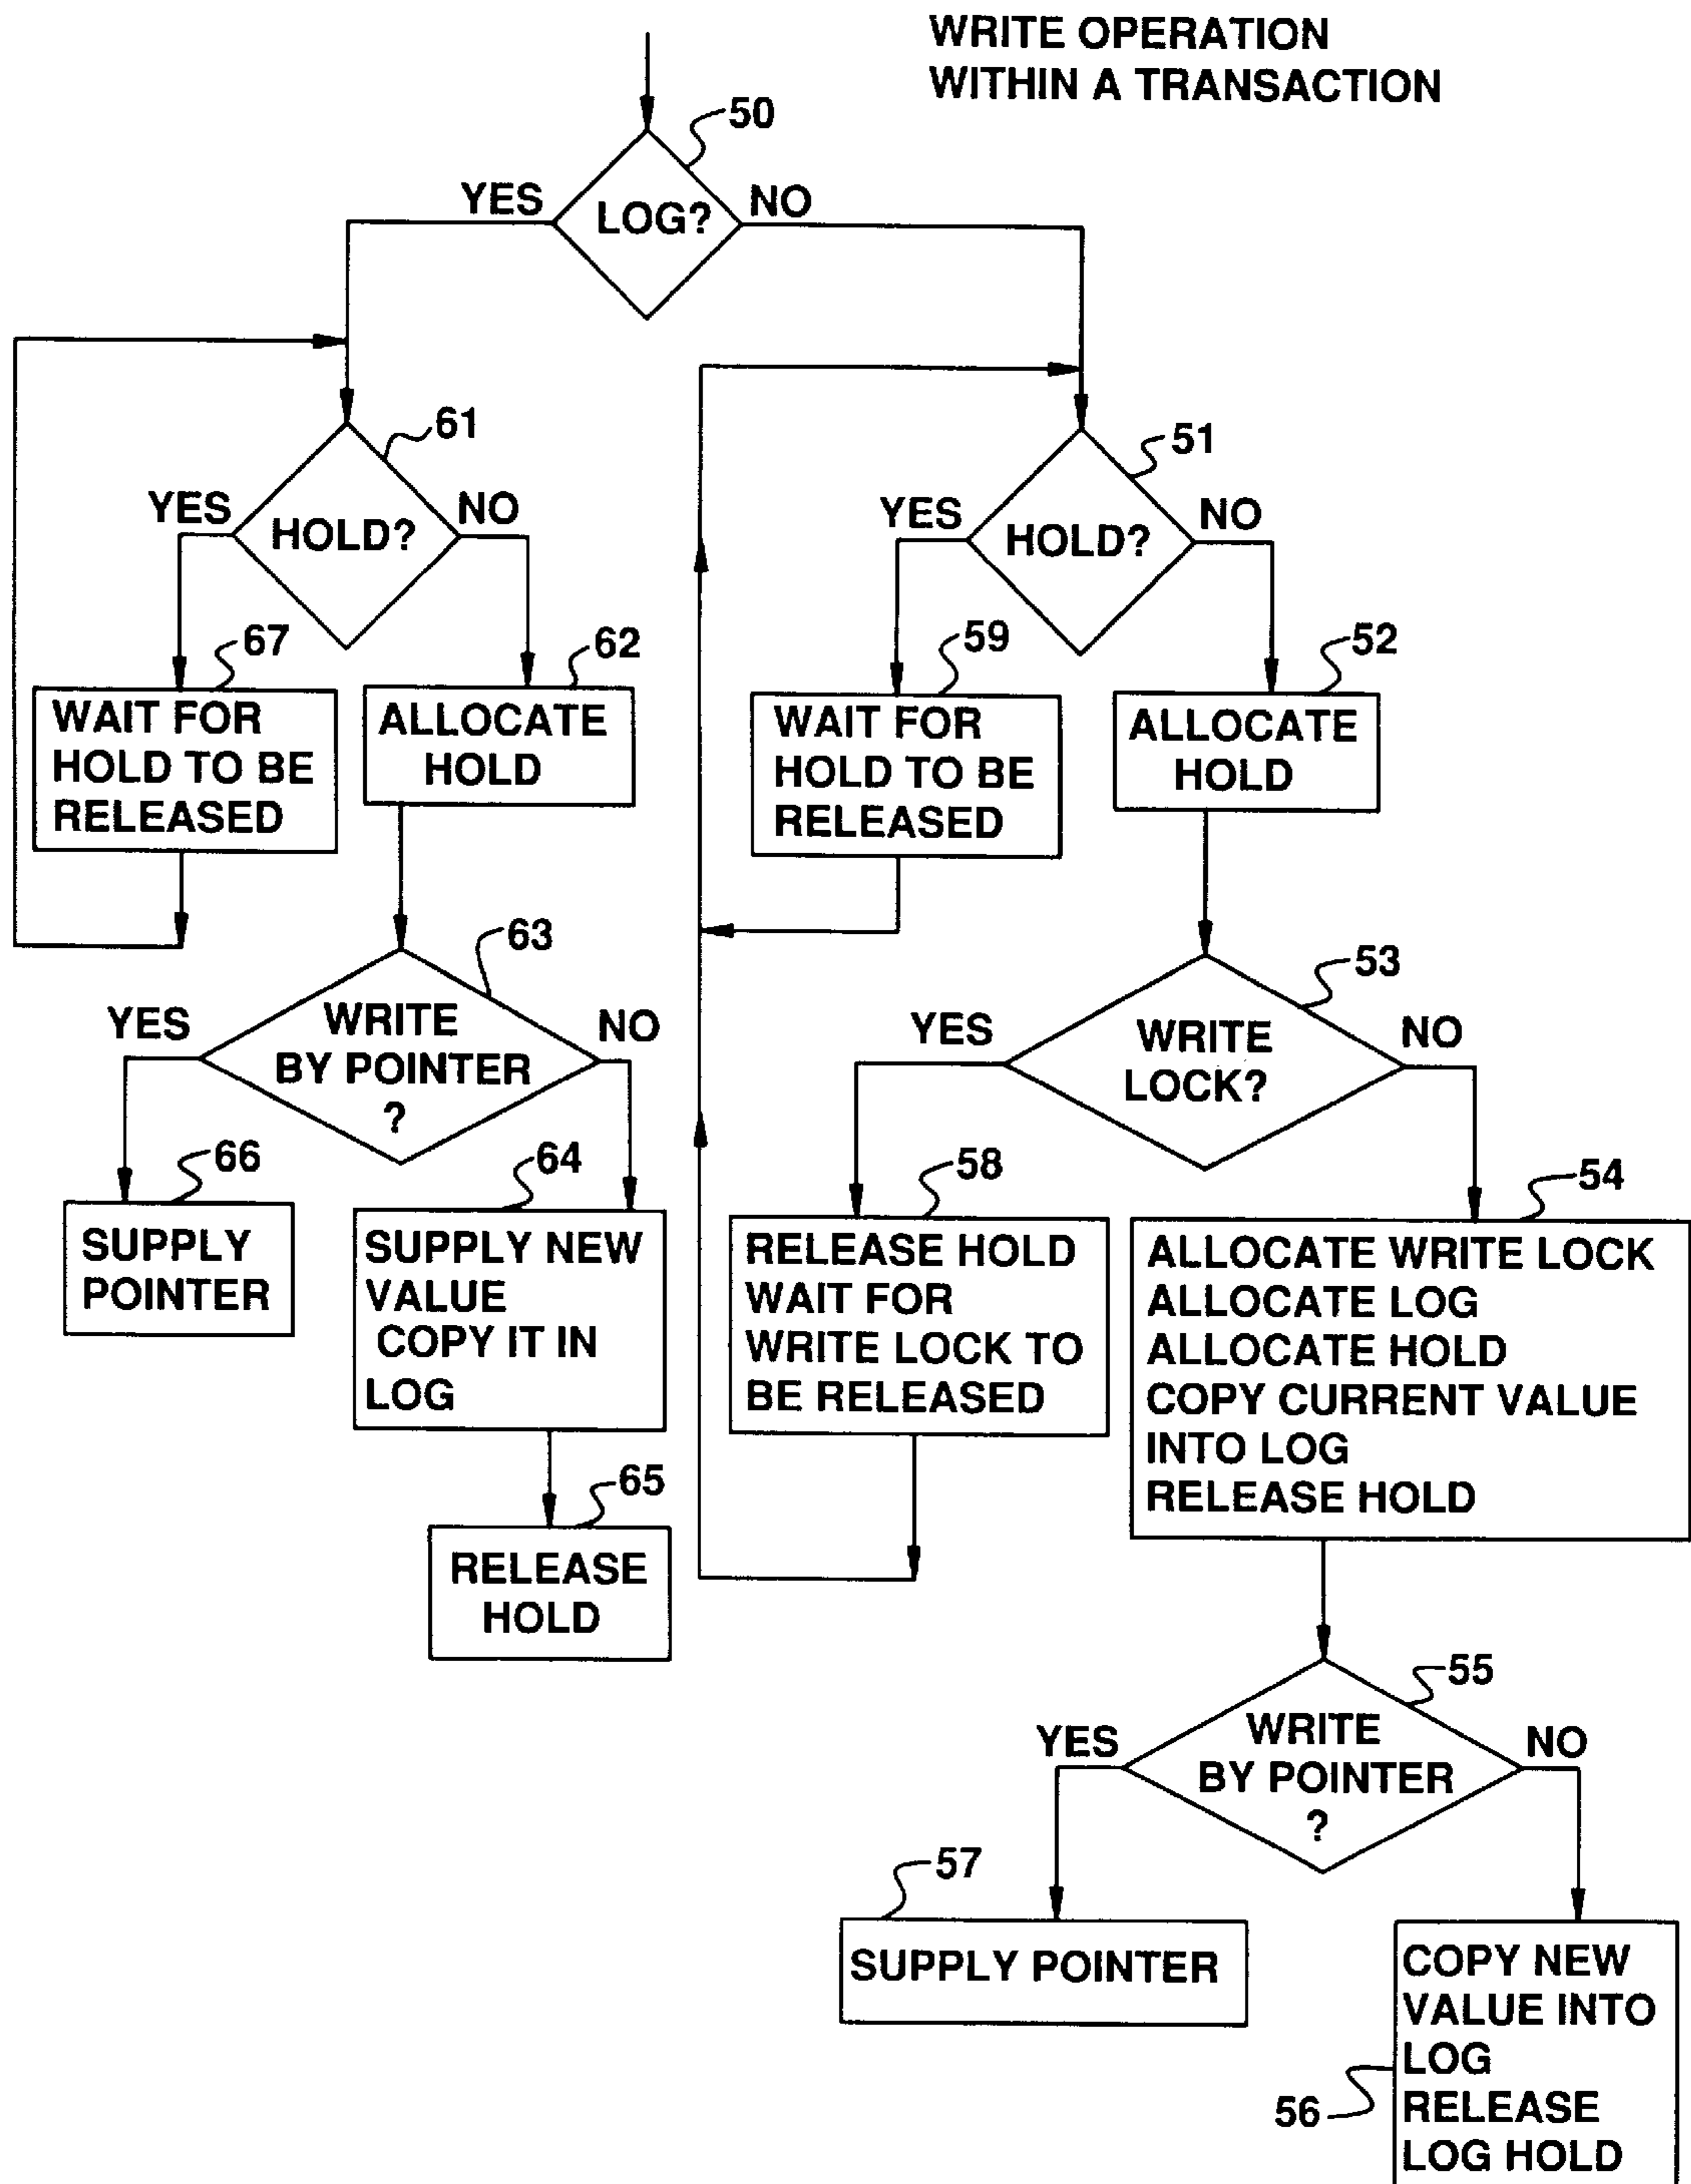 WRITE OPERATION
WITHIN A TRANSACTION
50
YES
LOG?
NO
61
YES
HOLD?
NO
51
YES
HOLD?
NO
67
WAIT FOR
HOLD TO BE
RELEASED
62
ALLOCATE
HOLD
59
WAIT FOR
HOLD TO BE
RELEASED
52
ALLOCATE
HOLD
63
YES
WRITE
BY POINTER
?
NO
53
YES
WRITE
LOCK?
NO
66
SUPPLY
POINTER
64
SUPPLY NEW
VALUE
COPY IT IN
LOG
58
RELEASE HOLD
WAIT FOR
WRITE LOCK TO
BE RELEASED
54
ALLOCATE WRITE LOCK
ALLOCATE LOG
ALLOCATE HOLD
COPY CURRENT VALUE
INTO LOG
RELEASE HOLD
65
RELEASE
HOLD
55
YES
WRITE
BY POINTER
?
NO
57
SUPPLY POINTER
56
COPY NEW
VALUE INTO
LOG
RELEASE
LOG HOLD